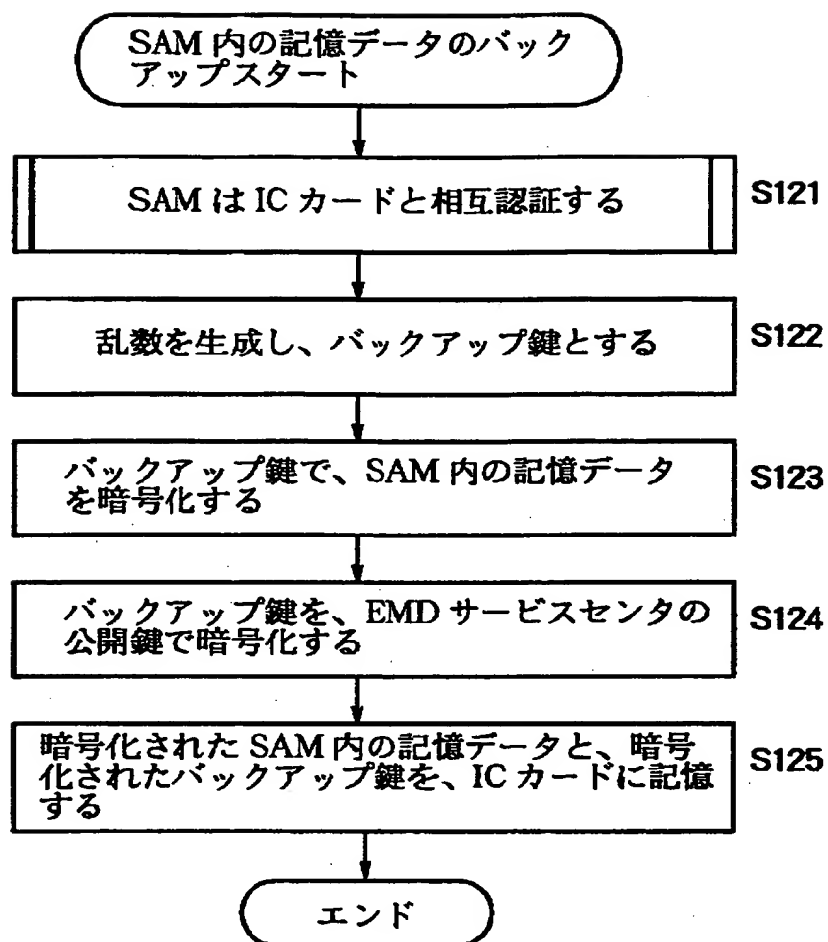 SAM 内の記憶データのバック
アップスタート
SAM は IC カードと相互認証する
S121
乱数を生成し、バックアップ鍵とする
S122
バックアップ鍵で、SAM 内の記憶データ
を暗号化する
S123
バックアップ鍵を、EMD サービスセンタの
公開鍵で暗号化する
S124
暗号化された SAM 内の記憶データと、暗号
化されたバックアップ鍵を、IC カードに記憶
する
S125
エンド